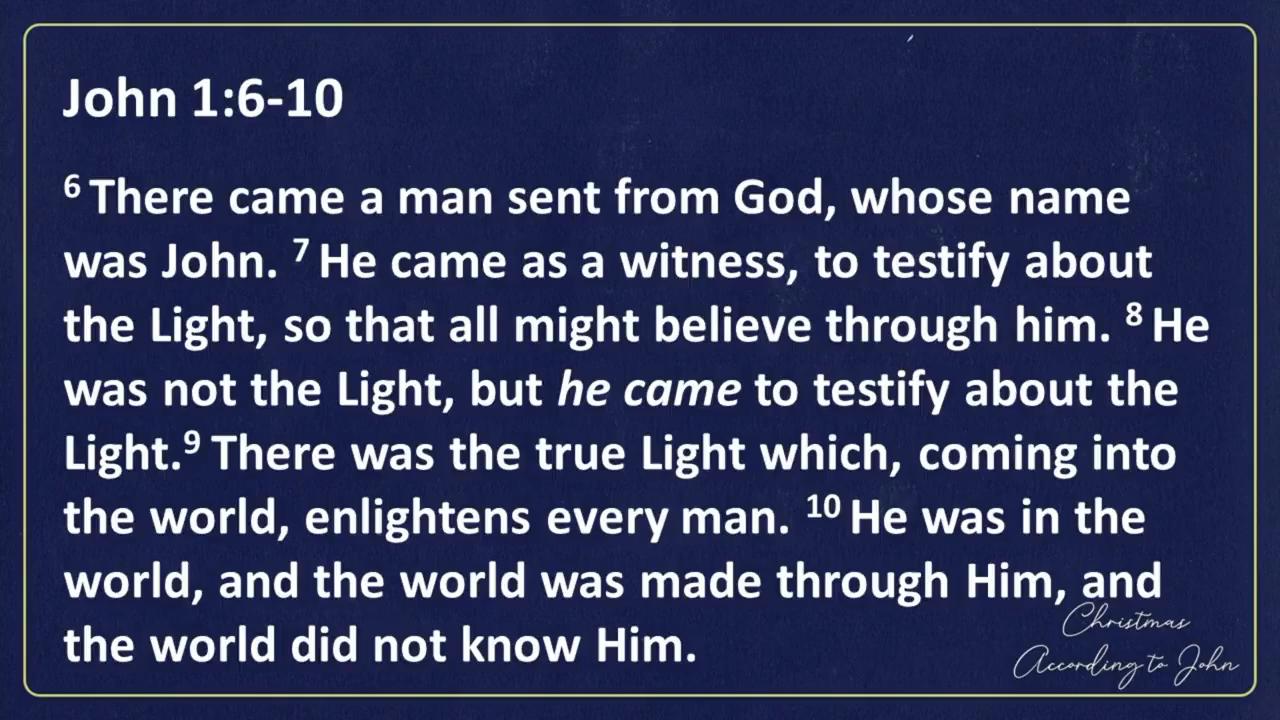 John 1:6-10
6 There came a man sent from God, whose name
was John. 7 He came as a witness, to testify about
the Light, so that all might believe through him. 8 He
was not the Light, but he came to testify about the
Light.9 There was the true Light which, coming into
the world, enlightens every man. 10 He was in the
world, and the world was made through Him, and
the world did not know Him.
Christmas
According to John